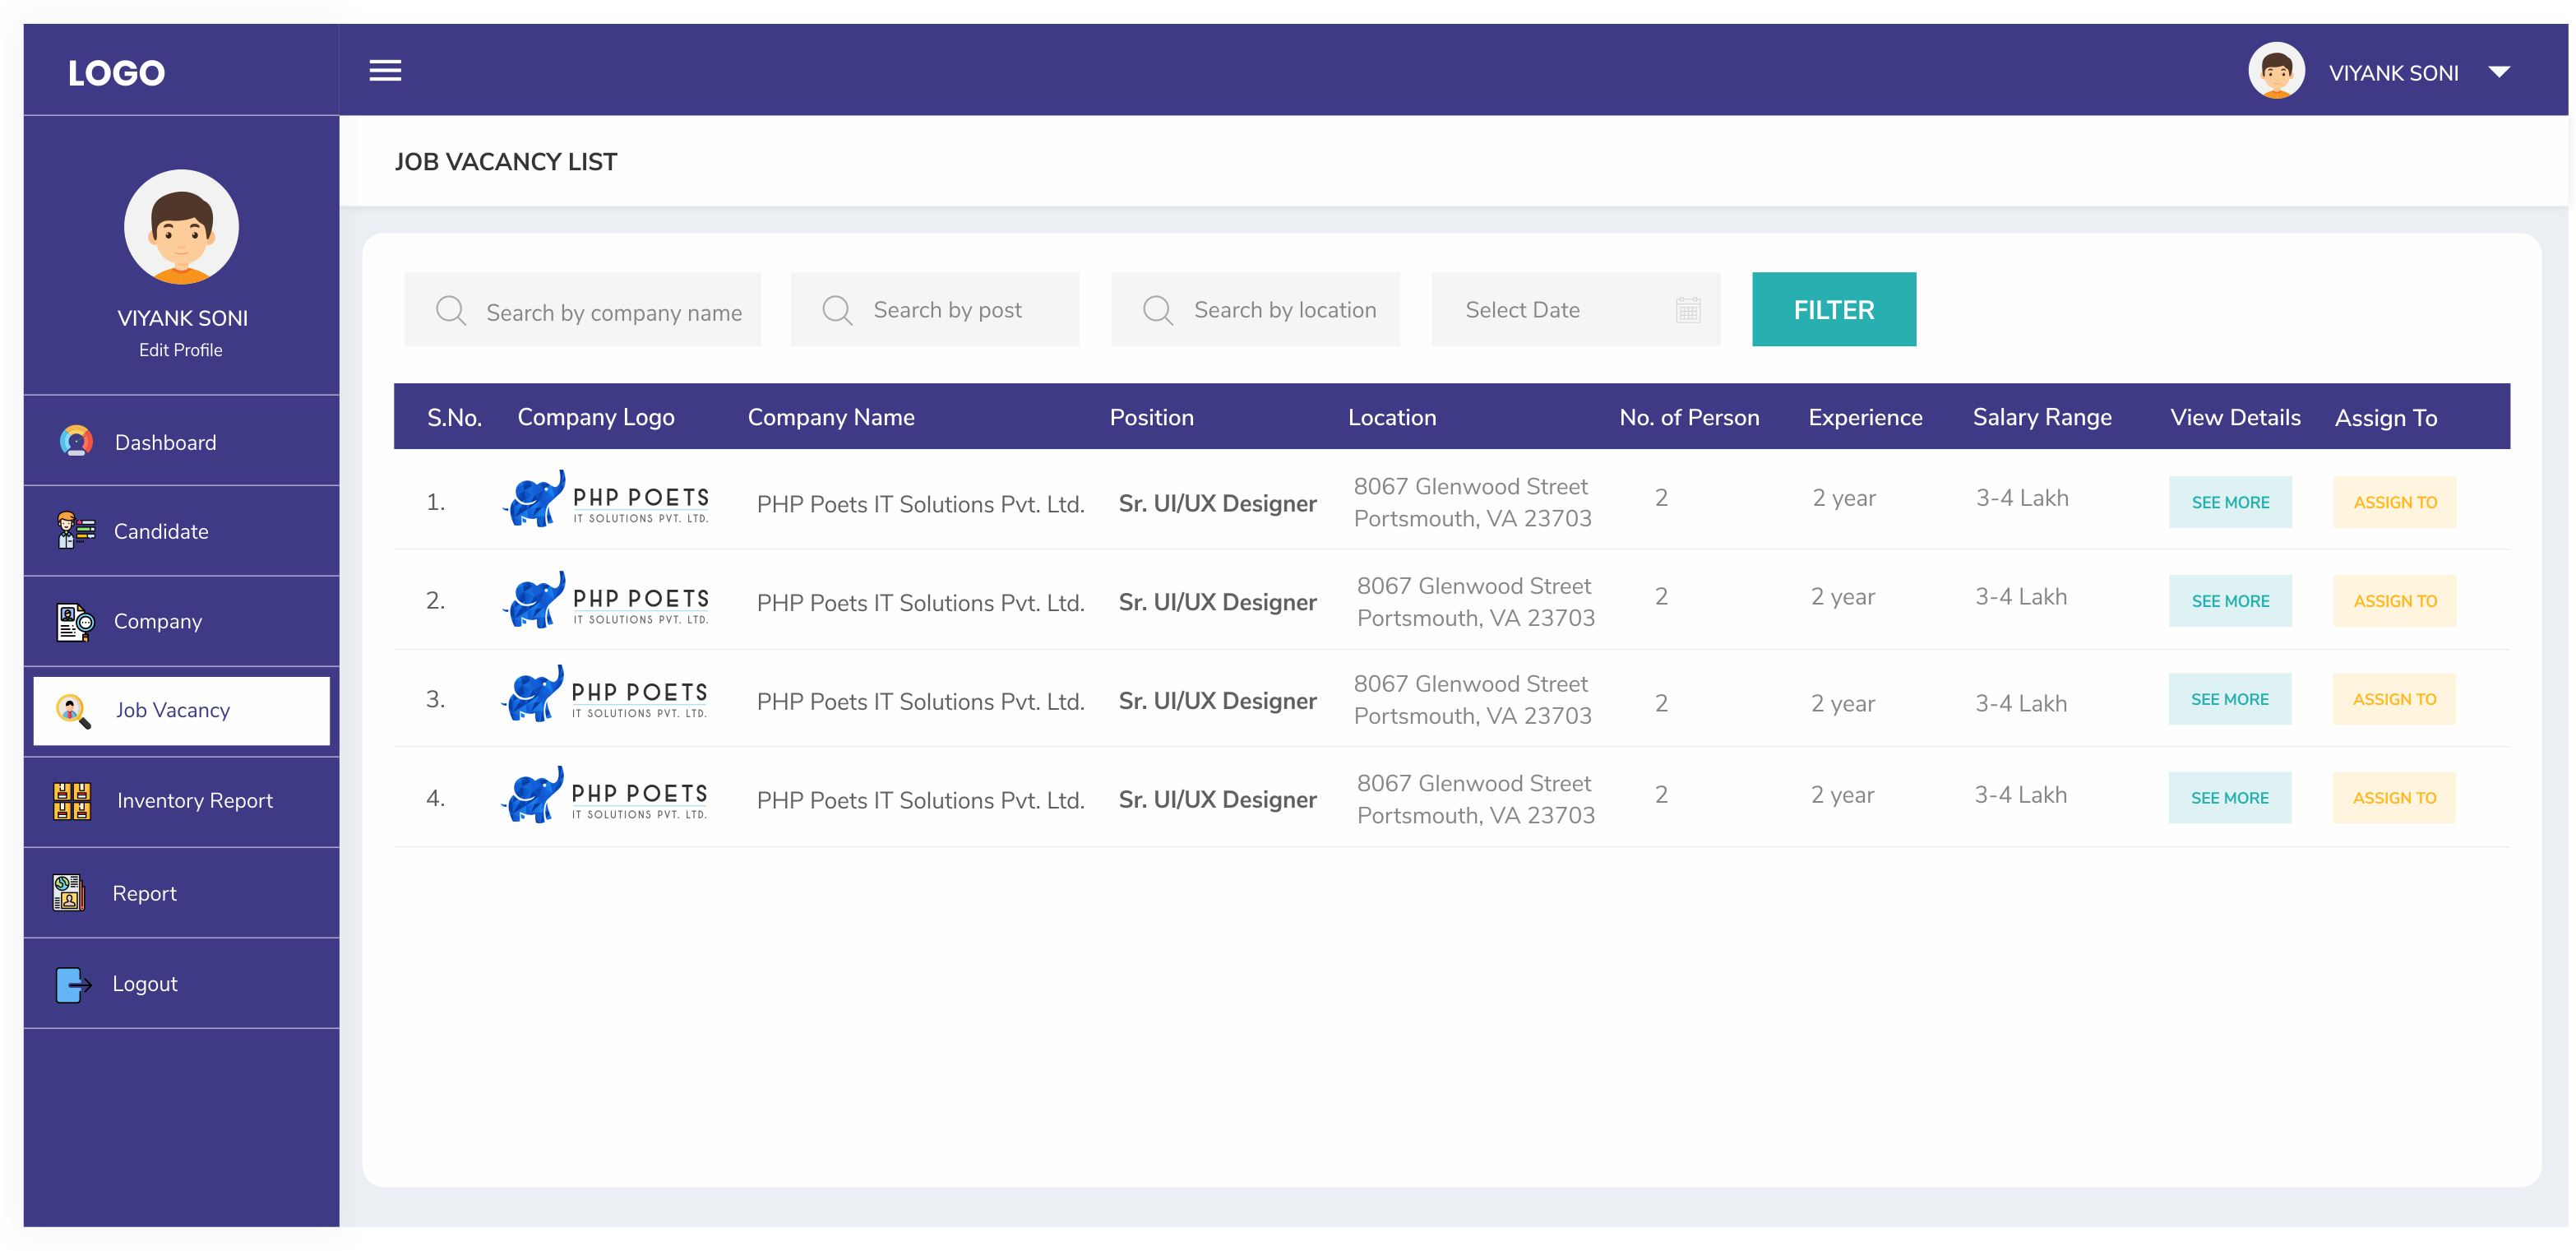 LOGO
VIYANK SONI
JOB VACANCY LIST
VIYANK SONI
Edit Profile
Dashboard
Candidate
Company
Job Vacancy
Inventory Report
Report
Logout
Search by company name
Search by post
Search by location
Select Date
FILTER
S.No. Company Logo Company Name Position Location No. of Person Experience Salary Range View Details Assign To
1. PHP POETS IT SOLUTIONS PVT. LTD. PHP Poets IT Solutions Pvt. Ltd. Sr. UI/UX Designer 8067 Glenwood Street Portsmouth, VA 23703 2 2 year 3-4 Lakh SEE MORE ASSIGN TO
2. PHP POETS IT SOLUTIONS PVT. LTD. PHP Poets IT Solutions Pvt. Ltd. Sr. UI/UX Designer 8067 Glenwood Street Portsmouth, VA 23703 2 2 year 3-4 Lakh SEE MORE ASSIGN TO
3. PHP POETS IT SOLUTIONS PVT. LTD. PHP Poets IT Solutions Pvt. Ltd. Sr. UI/UX Designer 8067 Glenwood Street Portsmouth, VA 23703 2 2 year 3-4 Lakh SEE MORE ASSIGN TO
4. PHP POETS IT SOLUTIONS PVT. LTD. PHP Poets IT Solutions Pvt. Ltd. Sr. UI/UX Designer 8067 Glenwood Street Portsmouth, VA 23703 2 2 year 3-4 Lakh SEE MORE ASSIGN TO